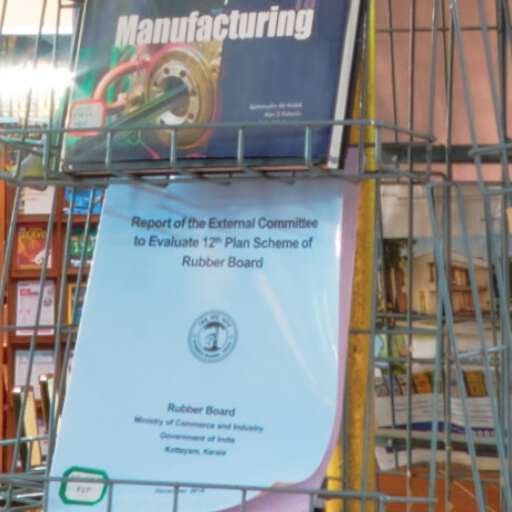 Manufacturing
Report of the External Committee
to Evaluate 12th Plan Scheme of
Rubber Board
Rubber Board
Ministry of Commerce and Industry
Government of India
Kottayam, Kerala